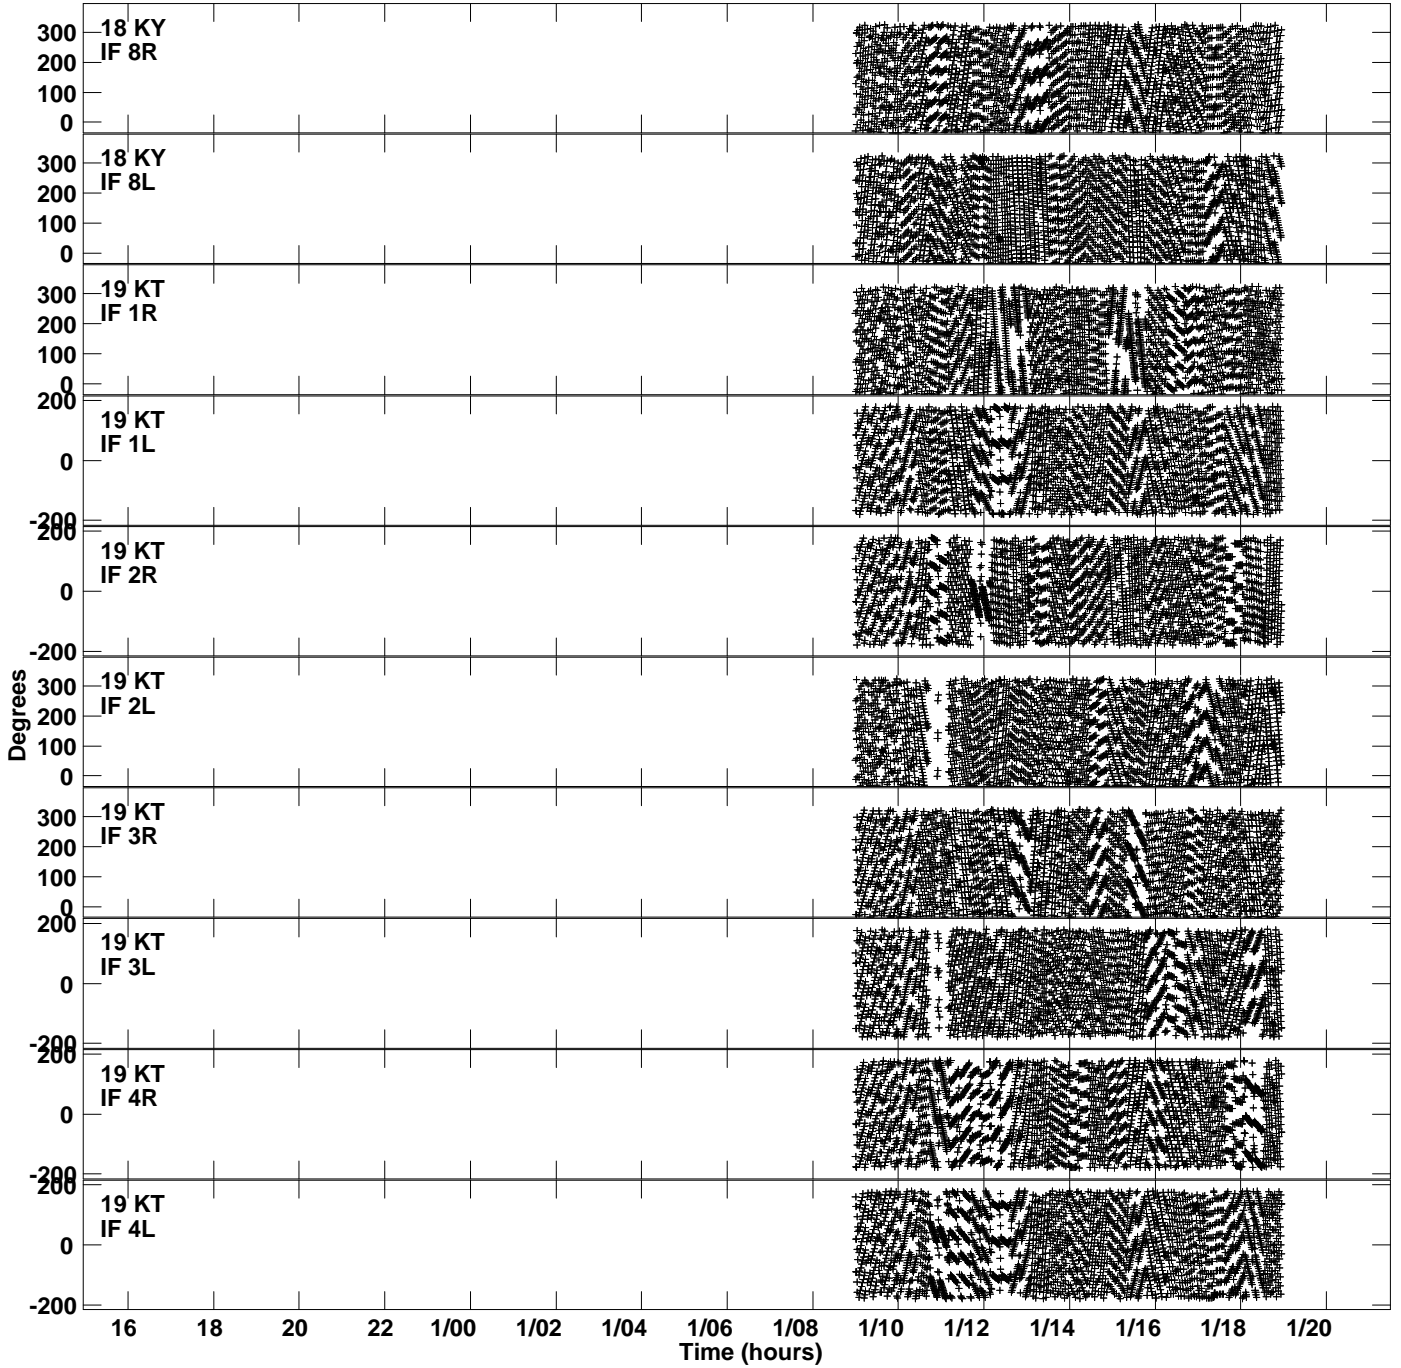 18 KY
IF 8R
300
200
100
0
18 KY
IF 8L
300
200
100
0
19 KT
IF 1R
300
200
100
0
19 KT
IF 1L
200
0
-200
19 KT
IF 2R
200
0
-200
19 KT
IF 2L
300
200
100
0
Degrees
19 KT
IF 3R
300
200
100
0
19 KT
IF 3L
200
0
-200
19 KT
IF 4R
200
0
-200
19 KT
IF 4L
200
0
-200
16 18 20 22 1/00 1/02 1/04 1/06 1/08 1/10 1/12 1/14 1/16 1/18 1/20
Time (hours)